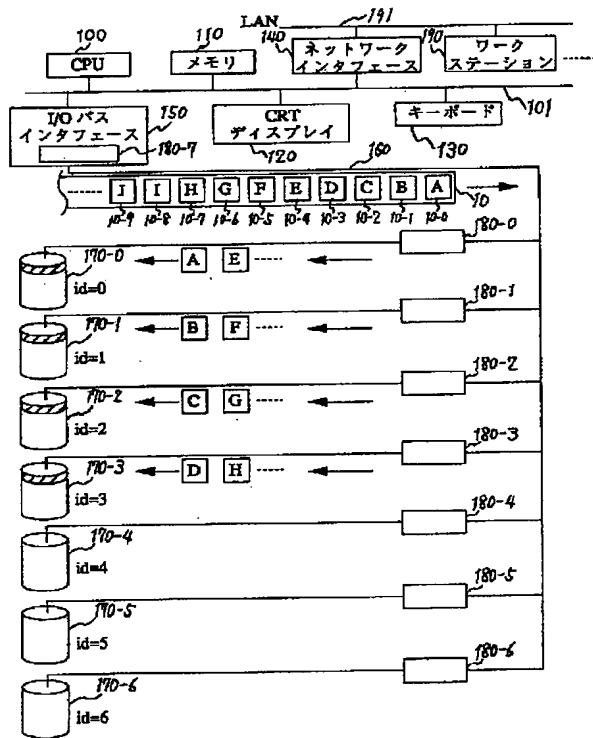 LAN 191
100 110 140 190
CPU メモリ ネットワーク インタフェース ワーク ステーション
101
I/O バス インタフェース 150 CRT ディスプレイ キーボード
180-7 120 130
160
I I H G F E D C B A 10
10-9 10-8 10-7 10-6 10-5 10-4 10-3 10-2 10-1 10-0
180-0
170-0 A E
id=0
180-1
170-1 B F
id=1
180-2
170-2 C G
id=2
180-3
170-3 D H
id=3
180-4
170-4
id=4
180-5
170-5
id=5
180-6
170-6
id=6